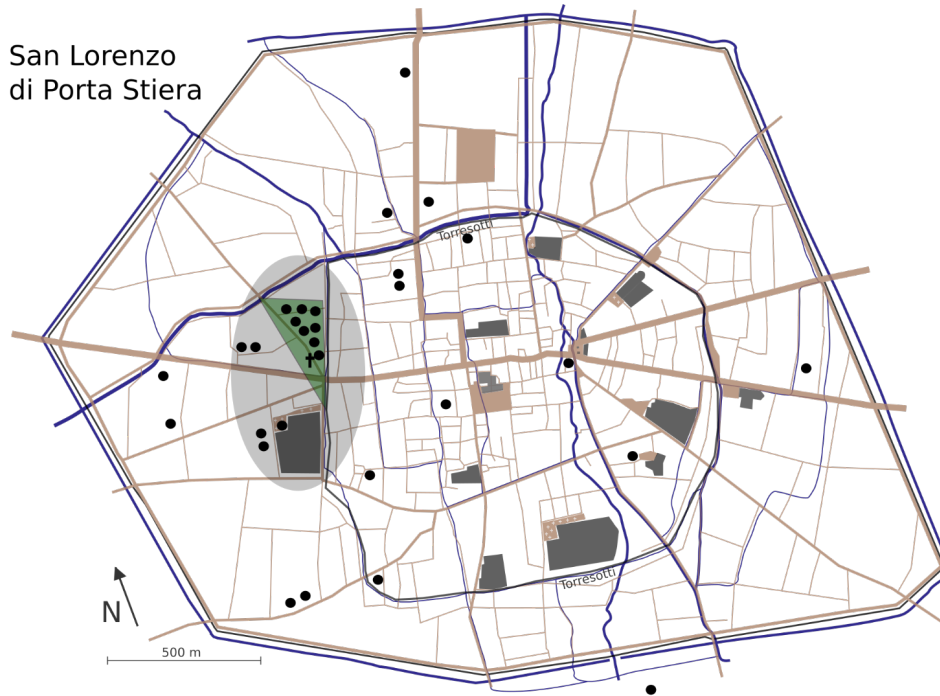 San Lorenzo
di Porta Stiera
Torresotti
Torresotti
N
500 m